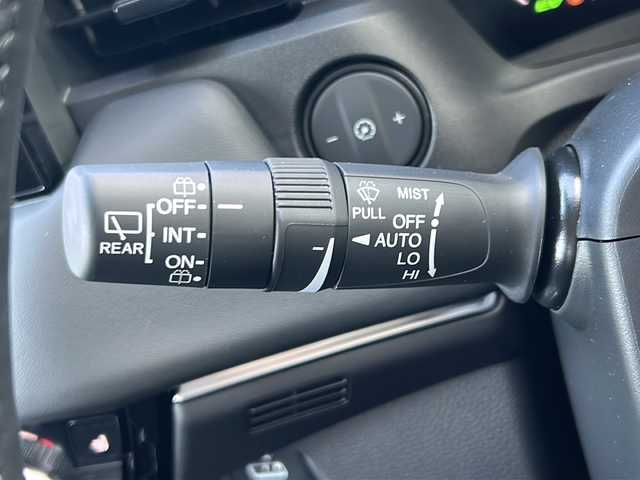 OFF
INT
ON
REAR
MIST
PULL
OFF
AUTO
LO
HI
- +